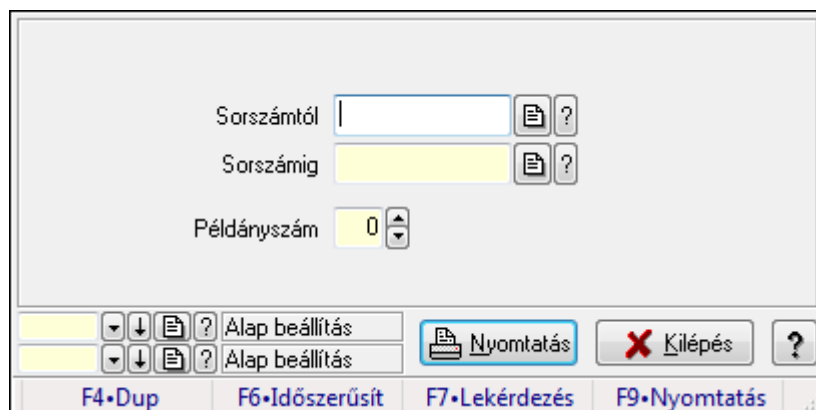 Sorszámtól ?
Sorszámig ?
Példányszám 0
? Alap beállítás
? Alap beállítás
Nyomtatás Kilépés ?
F4•Dup F6•Időszerűsít F7•Lekérdezés F9•Nyomtatás